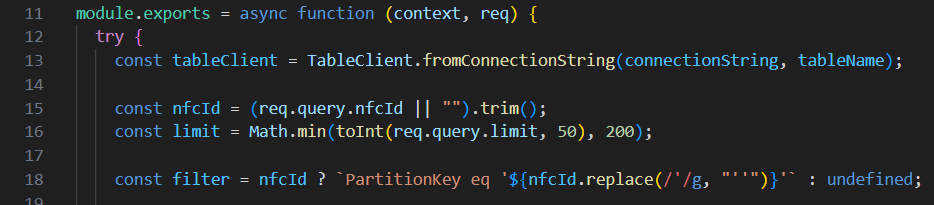 11 module.exports = async function (context, req) {
12 try {
13 const tableClient = TableClient.fromConnectionString(connectionString, tableName);
14
15 const nfcId = (req.query.nfcId || "").trim();
16 const limit = Math.min(toInt(req.query.limit, 50), 200);
17
18 const filter = nfcId ? `PartitionKey eq '${nfcId.replace(/'/g, "''")}'` : undefined;
19